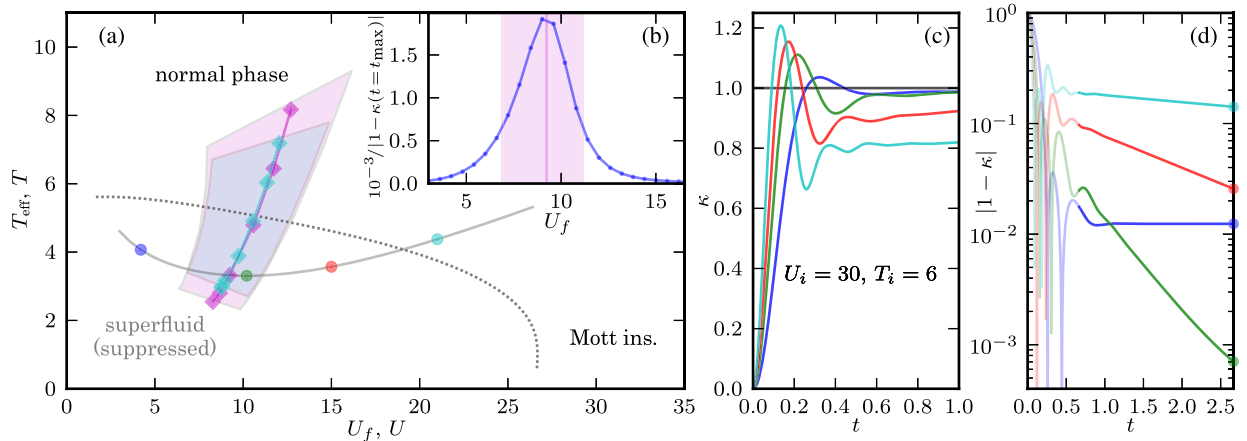 (a)
normal phase
superfluid
(suppressed)
Mott ins.
T_eff, T
0
2
4
6
8
10
0
5
10
15
20
25
30
35
U_f, U
(b)
10^{-3}/|1 − κ(t = t_max)|
0.0
0.5
1.0
1.5
5
10
15
U_f
(c)
κ
0.0
0.2
0.4
0.6
0.8
1.0
1.2
U_i = 30, T_i = 6
0.0
0.2
0.4
0.6
0.8
1.0
t
(d)
|1 − κ|
10^0
10^{-1}
10^{-2}
10^{-3}
0.0
0.5
1.0
1.5
2.0
2.5
t